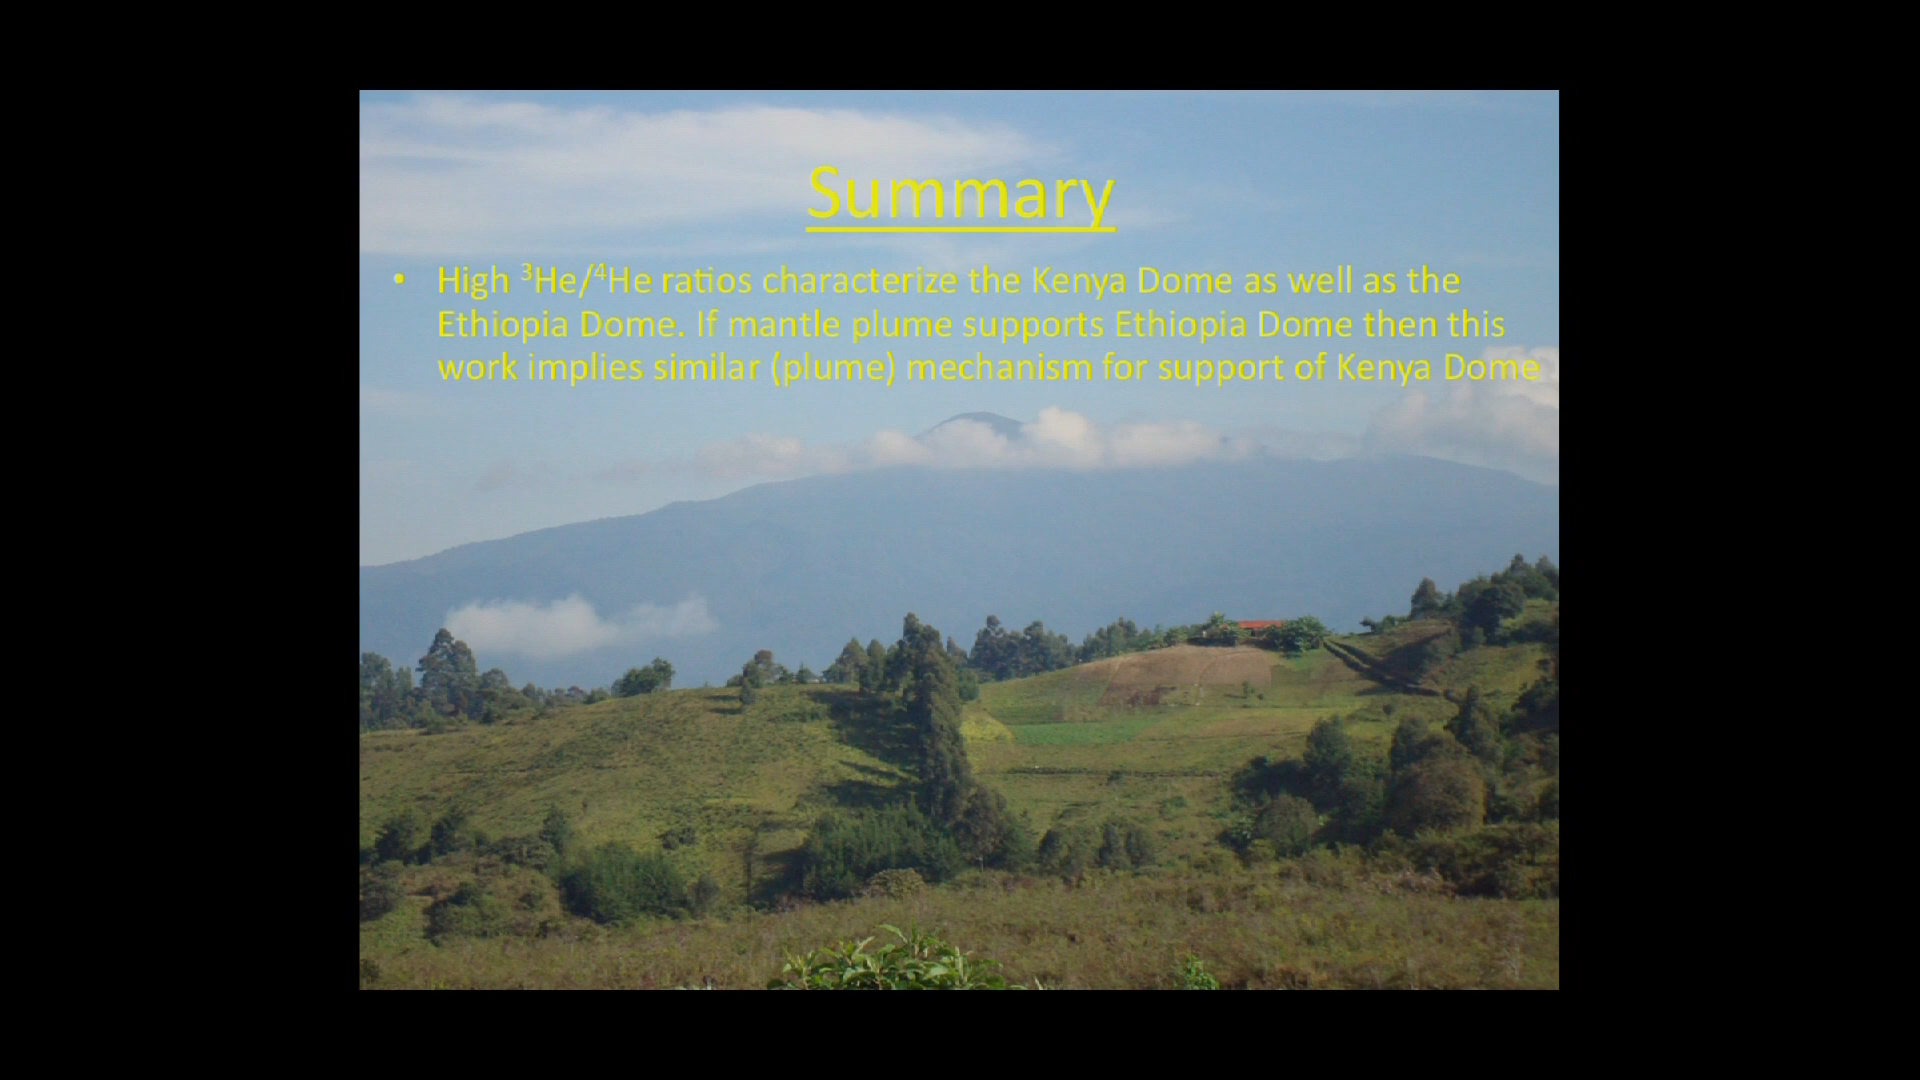 Summary
• High ³He/⁴He ratios characterize the Kenya Dome as well as the
Ethiopia Dome. If mantle plume supports Ethiopia Dome then this
work implies similar (plume) mechanism for support of Kenya Dome